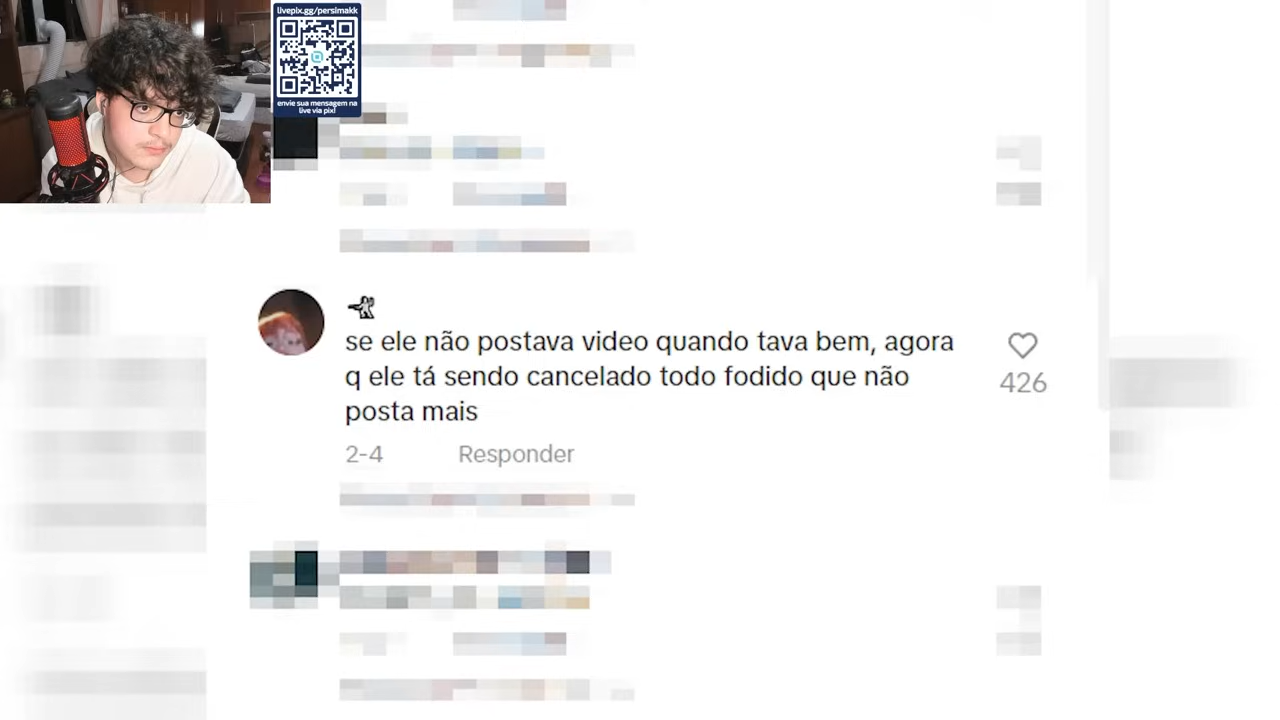 livepix.gg/persimakk
envie sua mensagem na
live via pix!
se ele não postava video quando tava bem, agora
q ele tá sendo cancelado todo fodido que não
posta mais
426
2-4 Responder